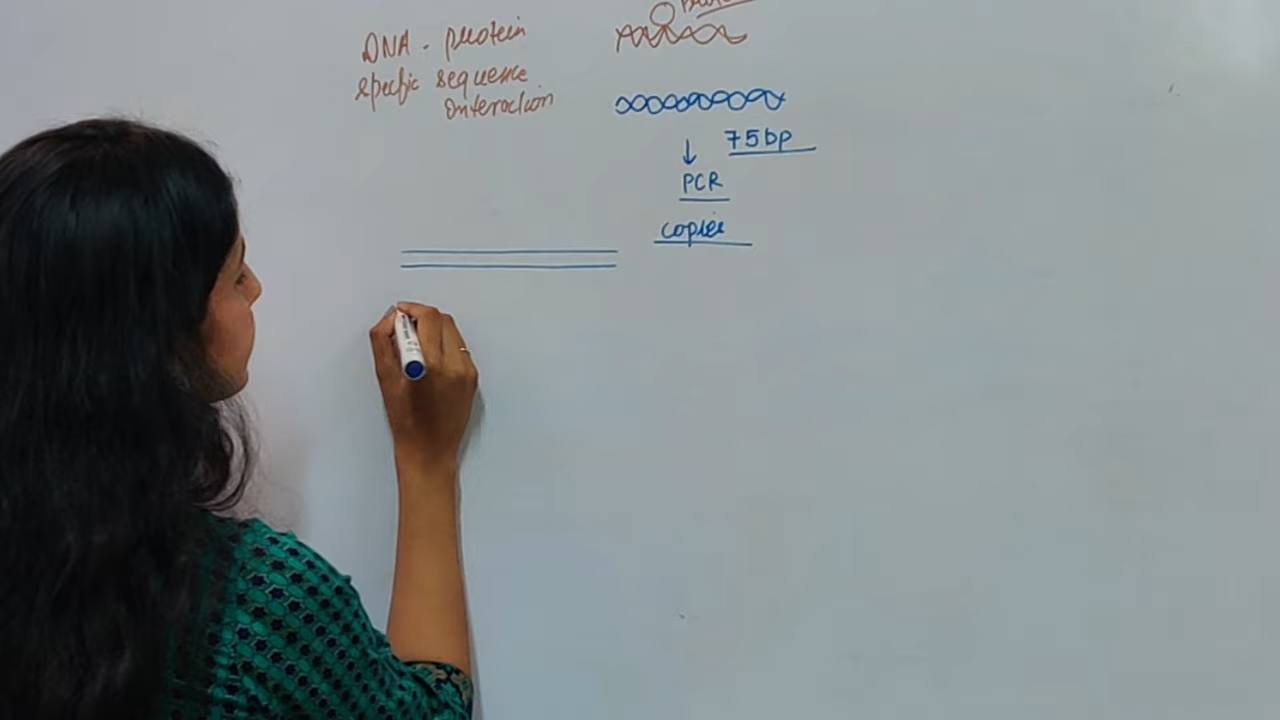 DNA - protein
specific sequence
interaction
75bp
PCR
copies